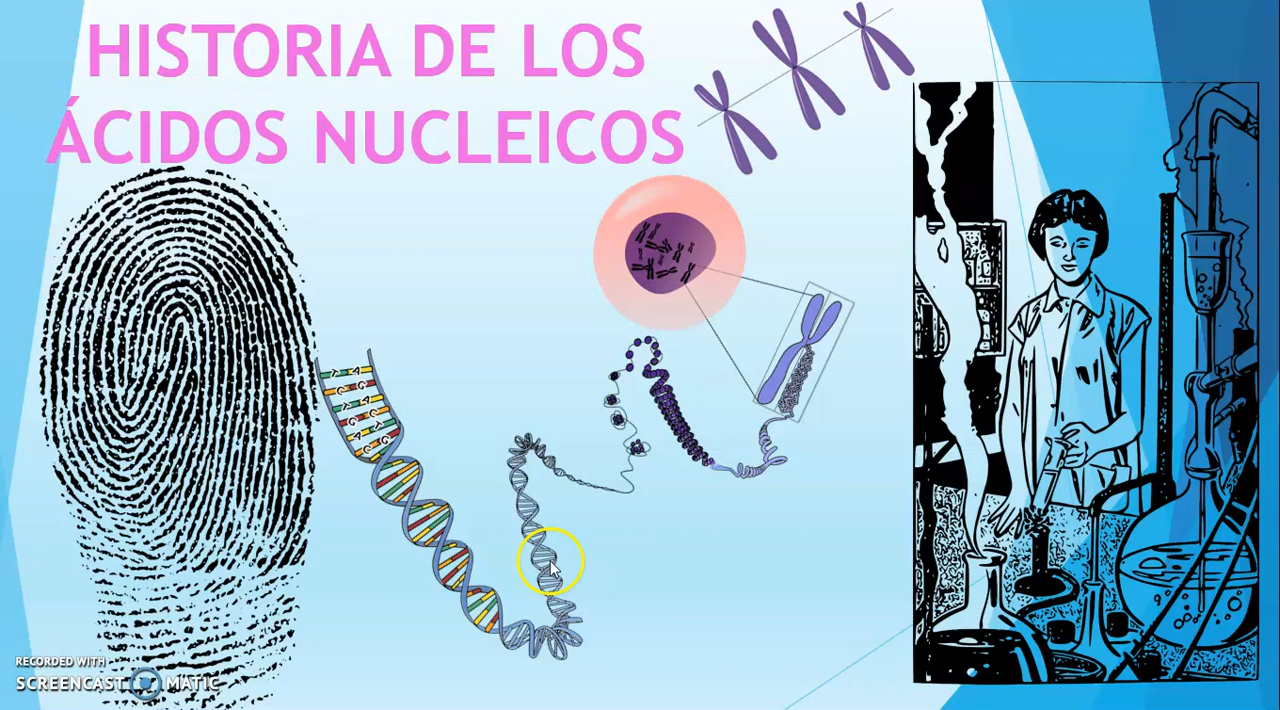 HISTORIA DE LOS
ÁCIDOS NUCLEICOS
RECORDED WITH
SCREENCAST MATIC